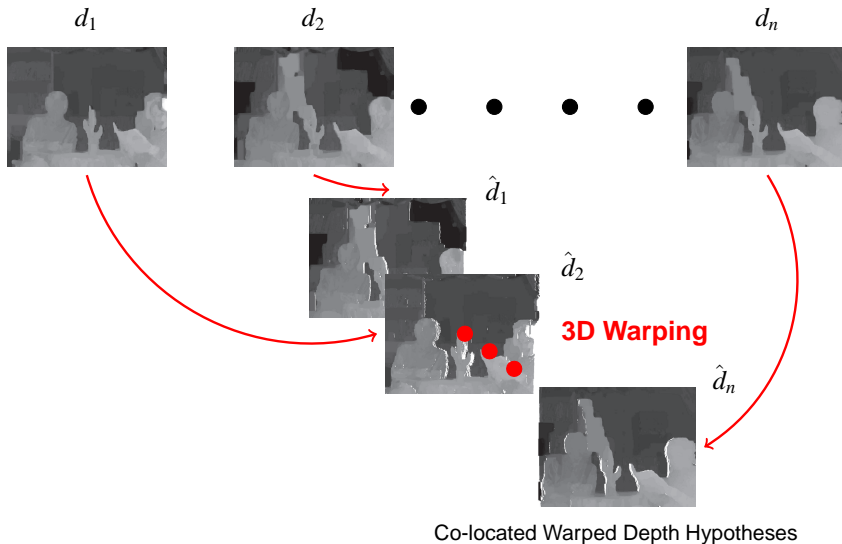 d₁ d₂ dₙ
d̂₁
d̂₂
3D Warping
d̂ₙ
Co-located Warped Depth Hypotheses